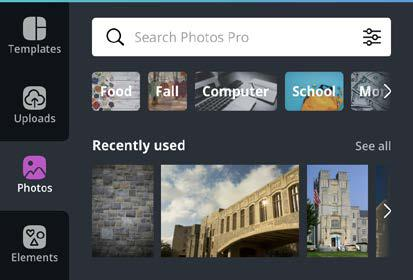 Templates
Uploads
Photos
Elements
Search Photos Pro
Food
Fall
Computer
School
Recently used
See all